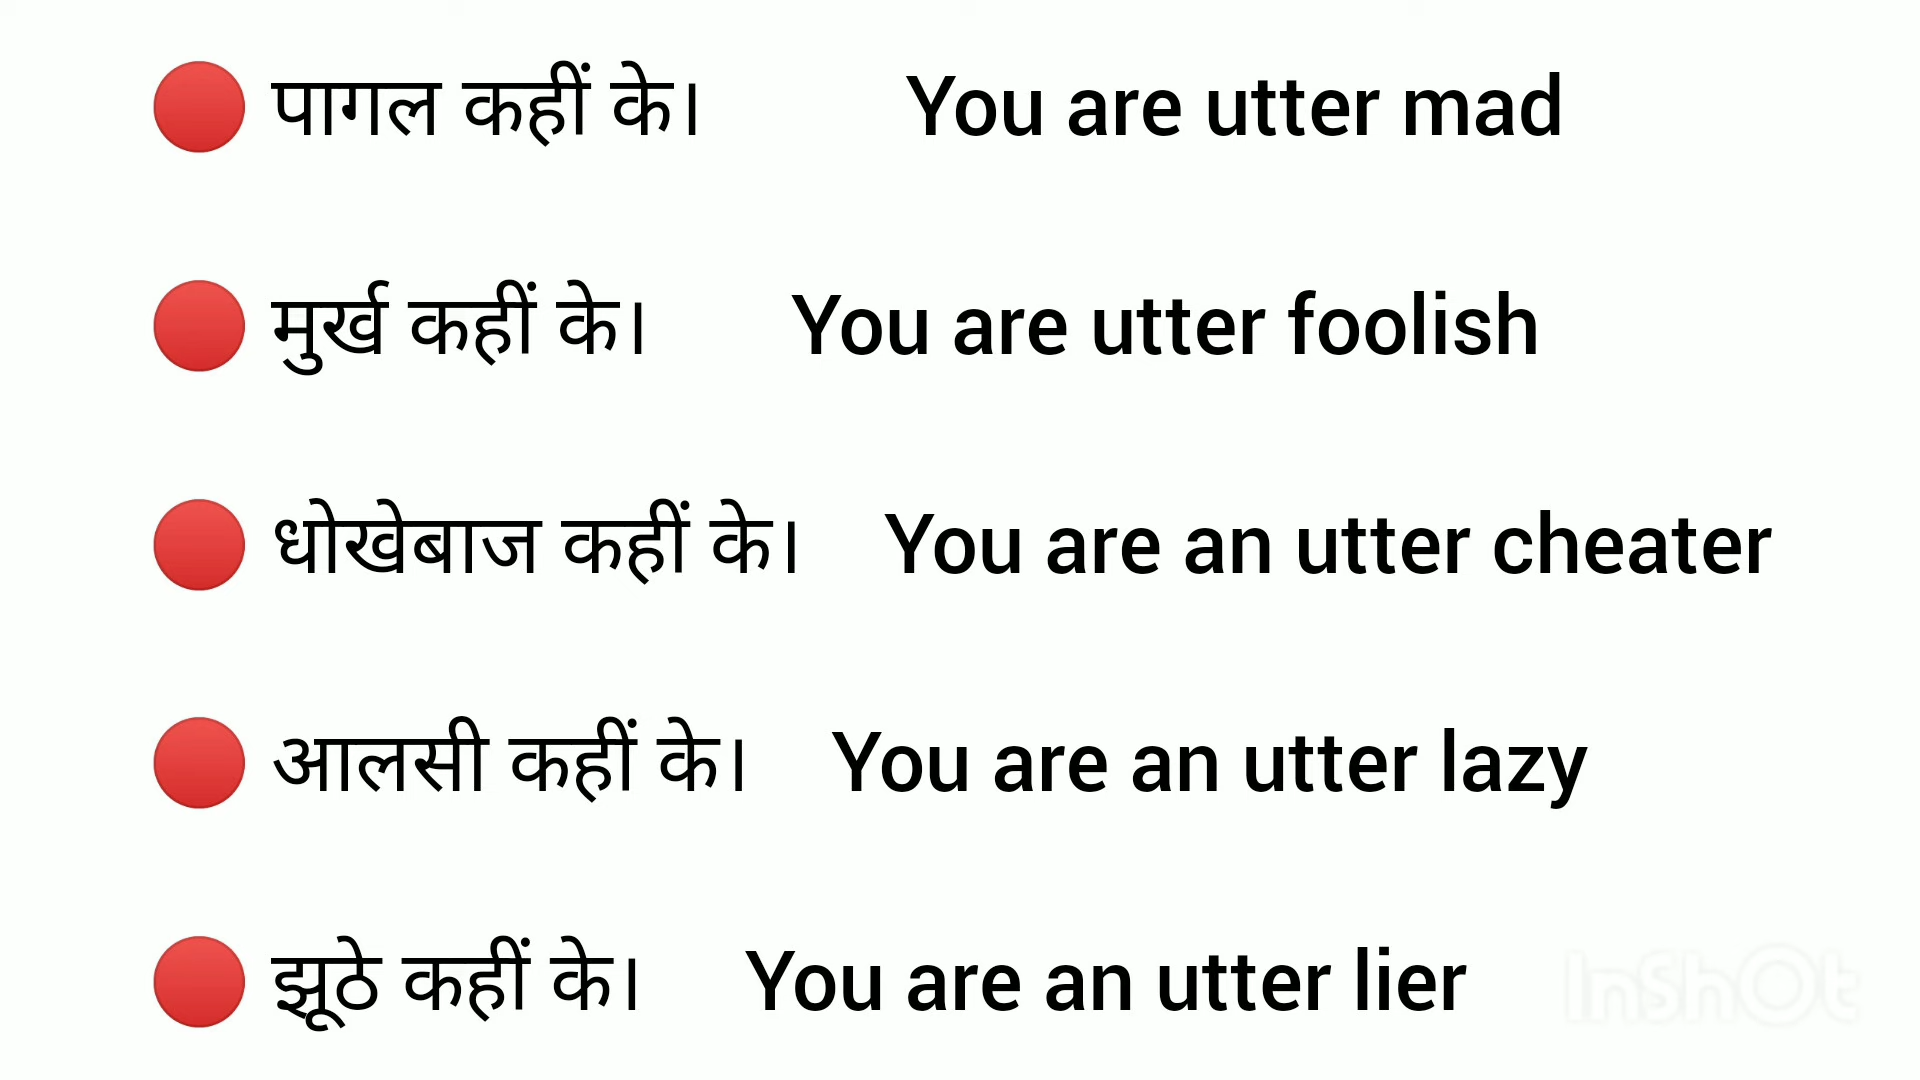 पागल कहीं के। You are utter mad
मुर्ख कहीं के। You are utter foolish
धोखेबाज कहीं के। You are an utter cheater
आलसी कहीं के। You are an utter lazy
झूठे कहीं के। You are an utter lier
InShOt